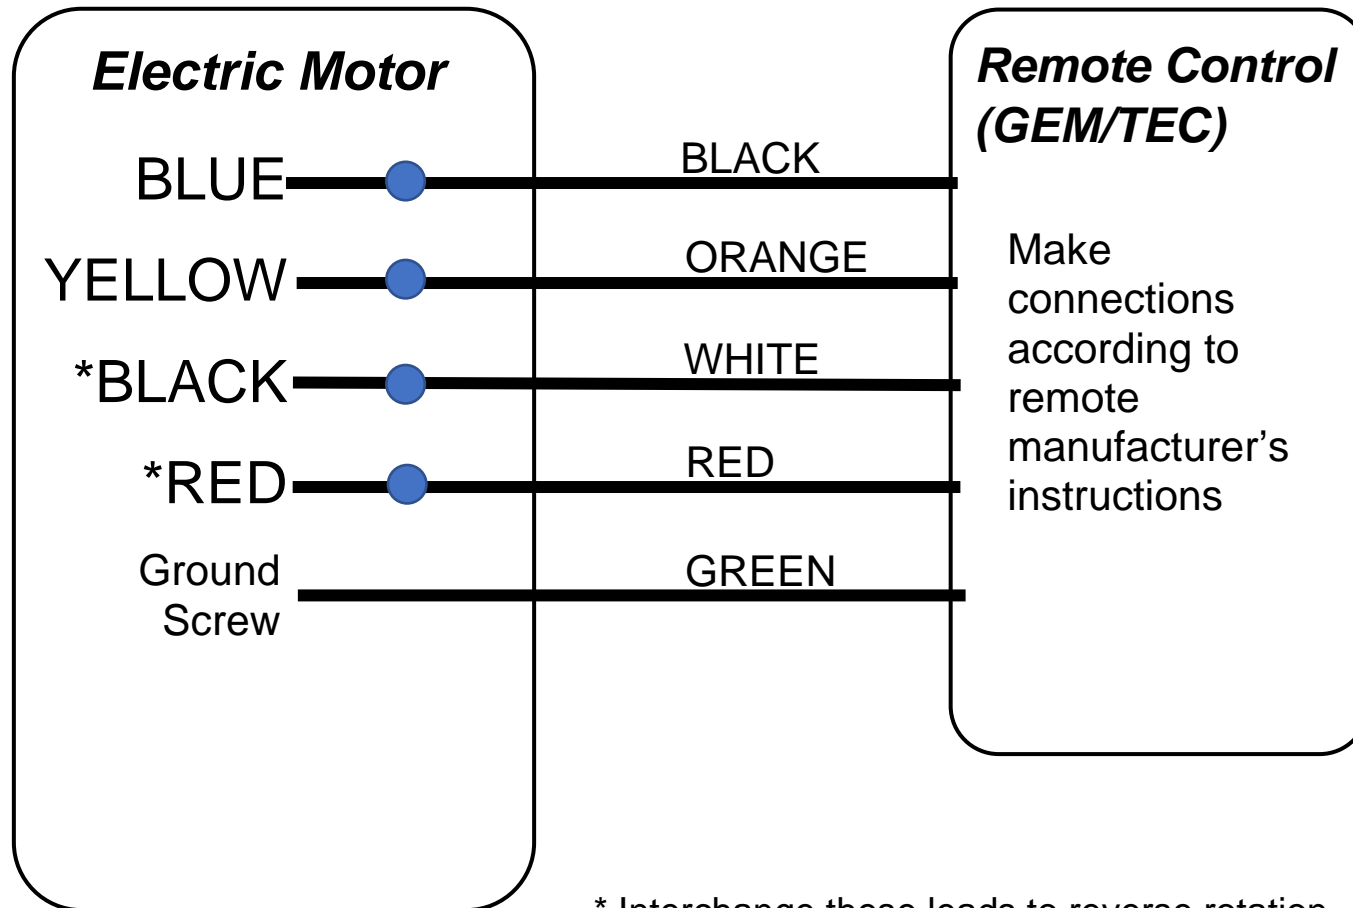 Electric Motor
BLUE
YELLOW
*BLACK
*RED
Ground
Screw
BLACK
ORANGE
WHITE
RED
GREEN
Remote Control
(GEM/TEC)
Make
connections
according to
remote
manufacturer’s
instructions
* Interchange these leads to reverse rotation